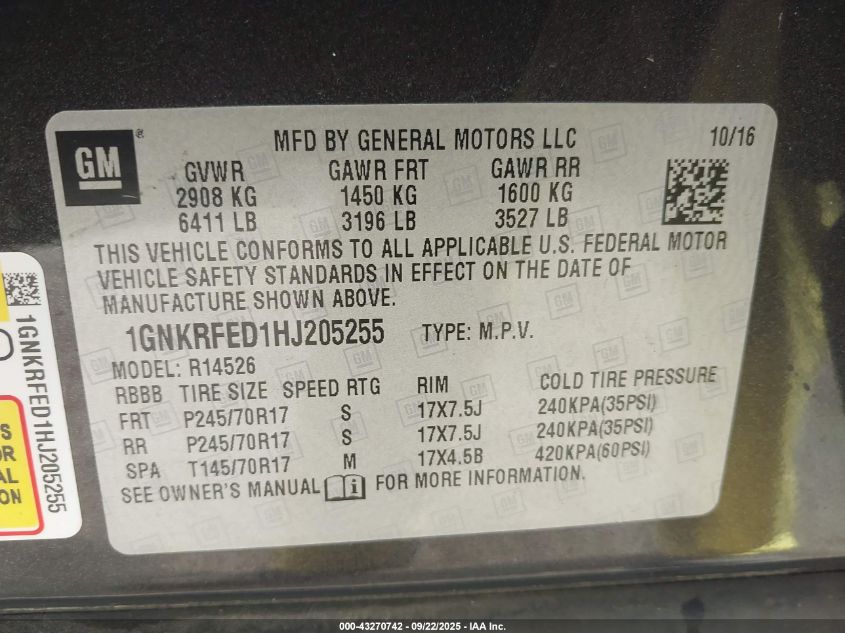 GM ®
MFD BY GENERAL MOTORS LLC 10/16
GVWR GAWR FRT GAWR RR
2908 KG 1450 KG 1600 KG
6411 LB 3196 LB 3527 LB
THIS VEHICLE CONFORMS TO ALL APPLICABLE U.S. FEDERAL MOTOR
VEHICLE SAFETY STANDARDS IN EFFECT ON THE DATE OF
MANUFACTURE SHOWN ABOVE.
1GNKRFED1HJ205255 TYPE: M.P.V.
MODEL: R14526
RBBB TIRE SIZE SPEED RTG RIM COLD TIRE PRESSURE
FRT P245/70R17 S 17X7.5J 240KPA(35PSI)
RR P245/70R17 S 17X7.5J 240KPA(35PSI)
SPA T145/70R17 M 17X4.5B 420KPA(60PSI)
SEE OWNER'S MANUAL i FOR MORE INFORMATION.
1GNKRFED1HJ205255
000-43270742 - 09/22/2025 - IAA Inc.